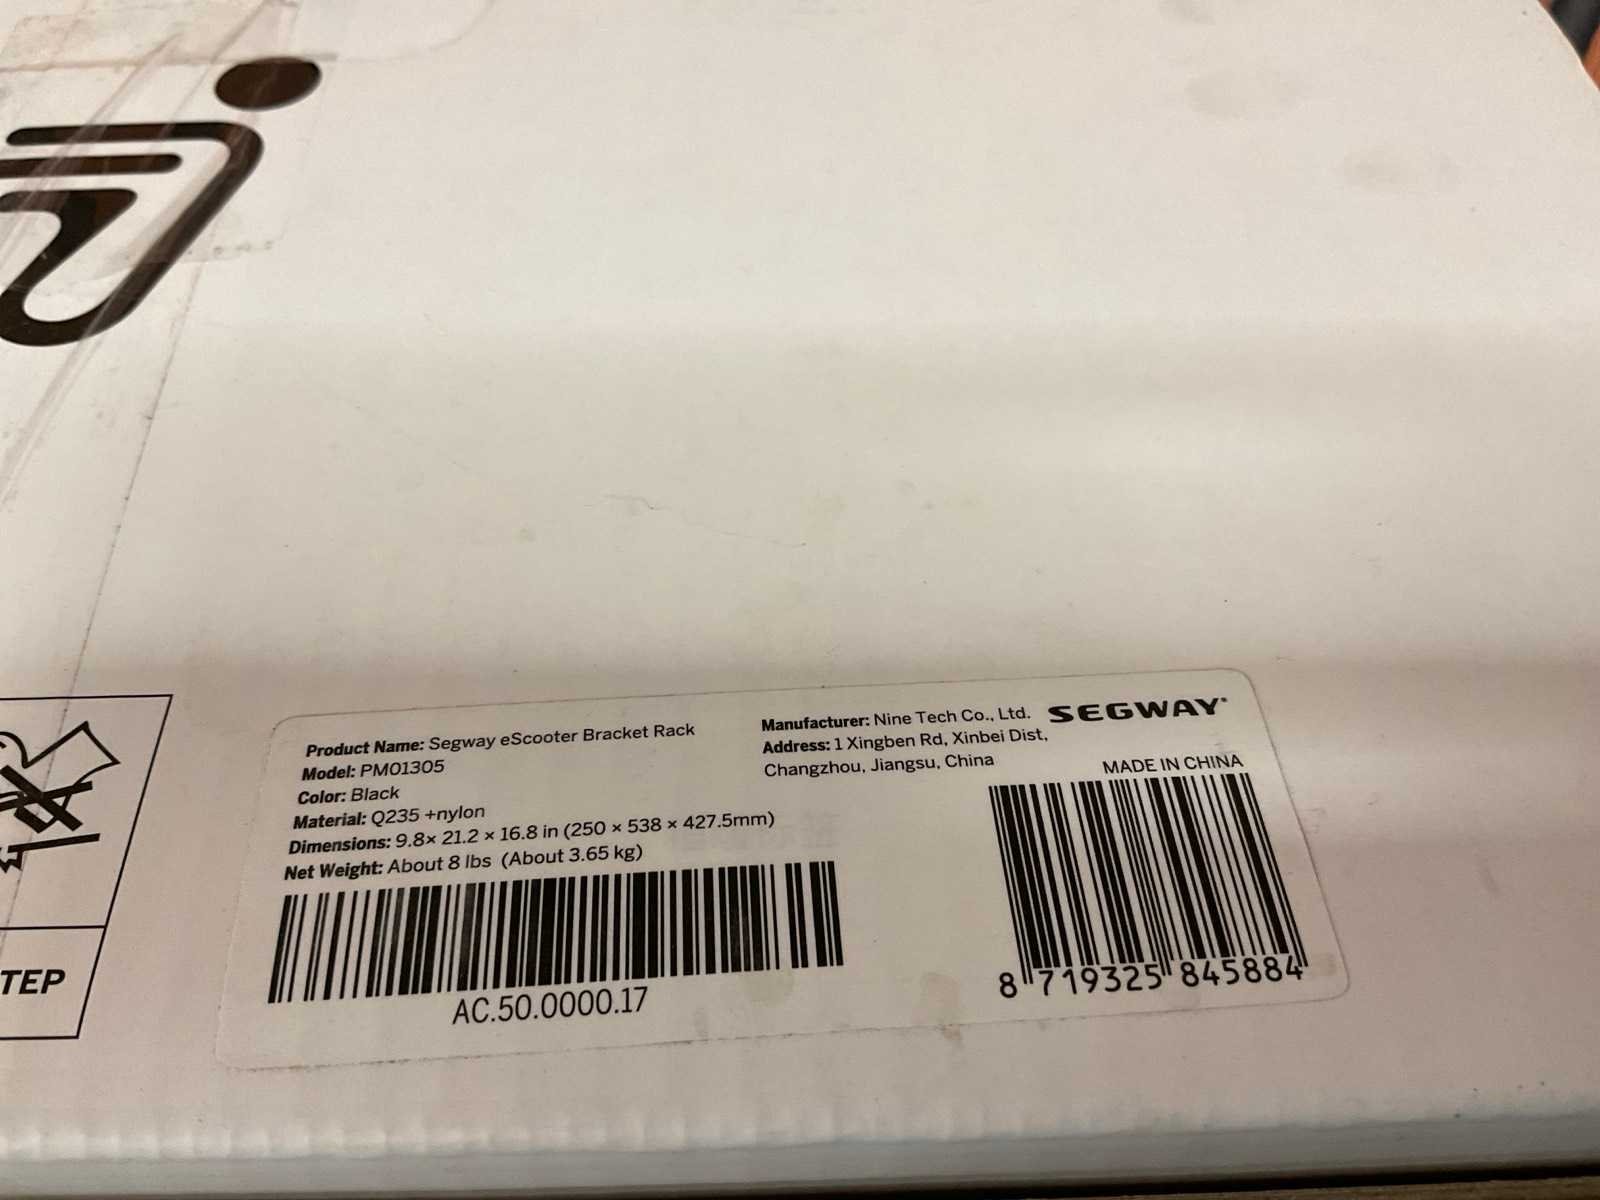 Product Name: Segway eScooter Bracket Rack
Model: PM01305
Color: Black
Material: Q235 +nylon
Dimensions: 9.8× 21.2 × 16.8 in (250 × 538 × 427.5mm)
Net Weight: About 8 lbs (About 3.65 kg)
AC.50.0000.17
Manufacturer: Nine Tech Co., Ltd.
Address: 1 Xingben Rd, Xinbei Dist,
Changzhou, Jiangsu, China
SEGWAY
MADE IN CHINA
8 719325 845884
TEP